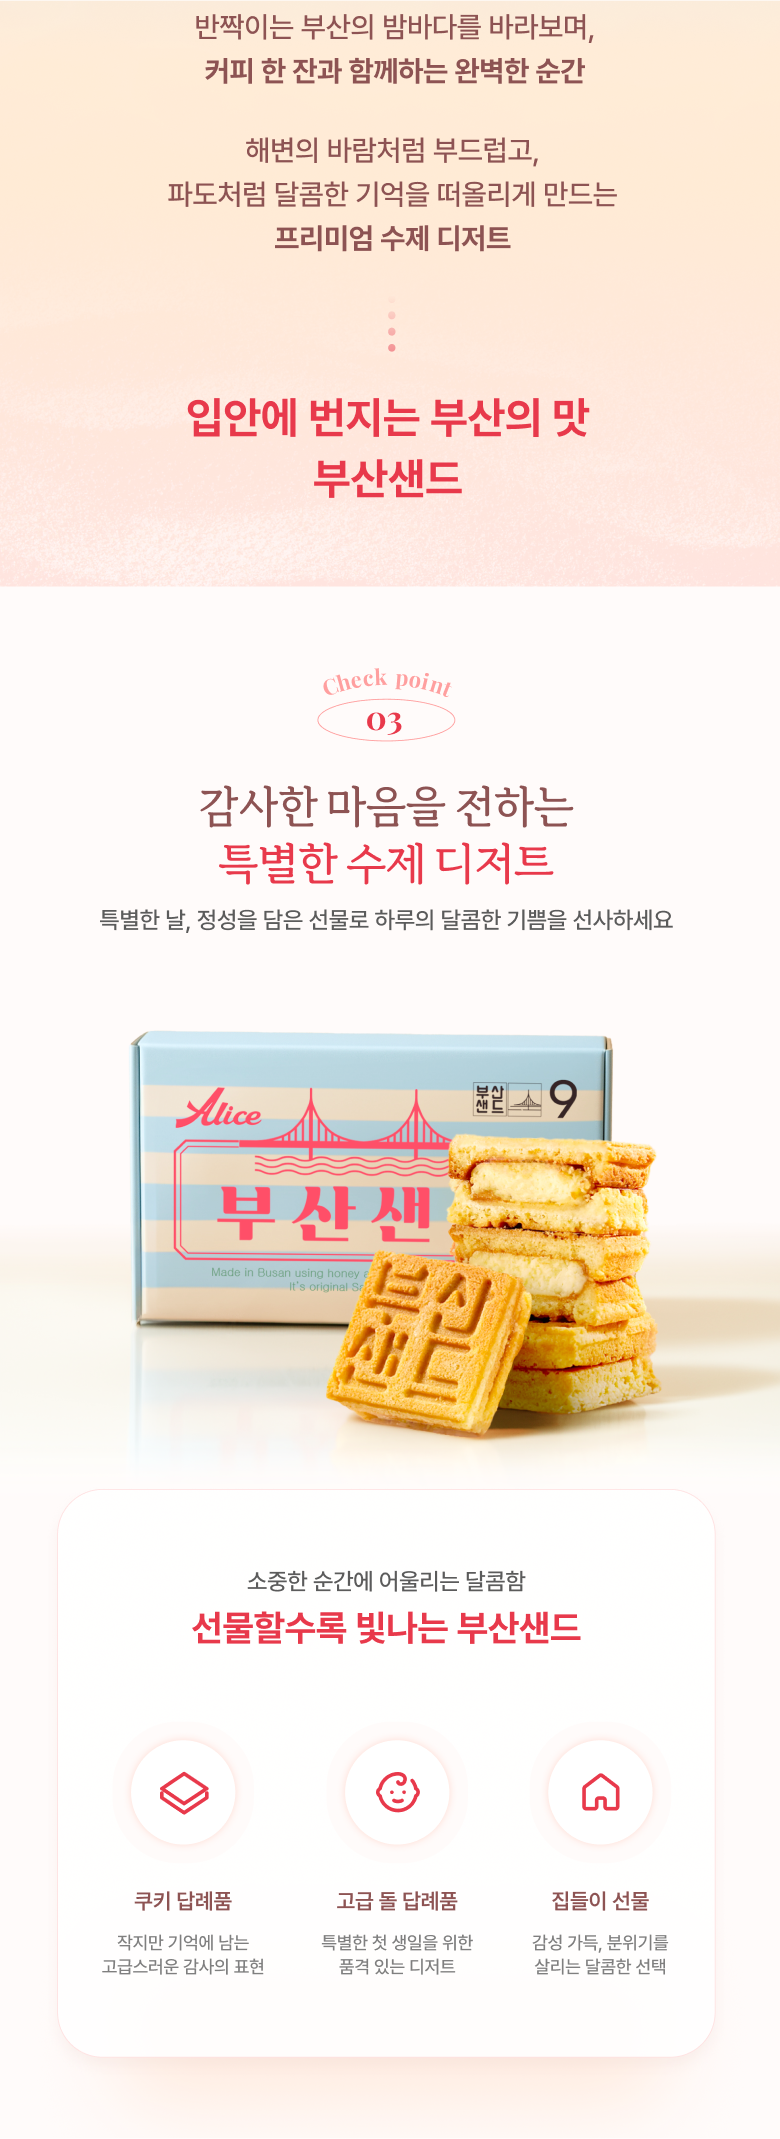 반짝이는 부산의 밤바다를 바라보며,
커피 한 잔과 함께하는 완벽한 순간
해변의 바람처럼 부드럽고,
파도처럼 달콤한 기억을 떠올리게 만드는
프리미엄 수제 디저트
입안에 번지는 부산의 맛
부산샌드
Check point
03
감사한 마음을 전하는
특별한 수제 디저트
특별한 날, 정성을 담은 선물로 하루의 달콤한 기쁨을 선사하세요
Alice
부산
샌드
9
부산샌
Made in Busan using honey
It's original
부산
샌드
소중한 순간에 어울리는 달콤함
선물할수록 빛나는 부산샌드
쿠키 답례품
작지만 기억에 남는
고급스러운 감사의 표현
고급 돌 답례품
특별한 첫 생일을 위한
품격 있는 디저트
집들이 선물
감성 가득, 분위기를
살리는 달콤한 선택